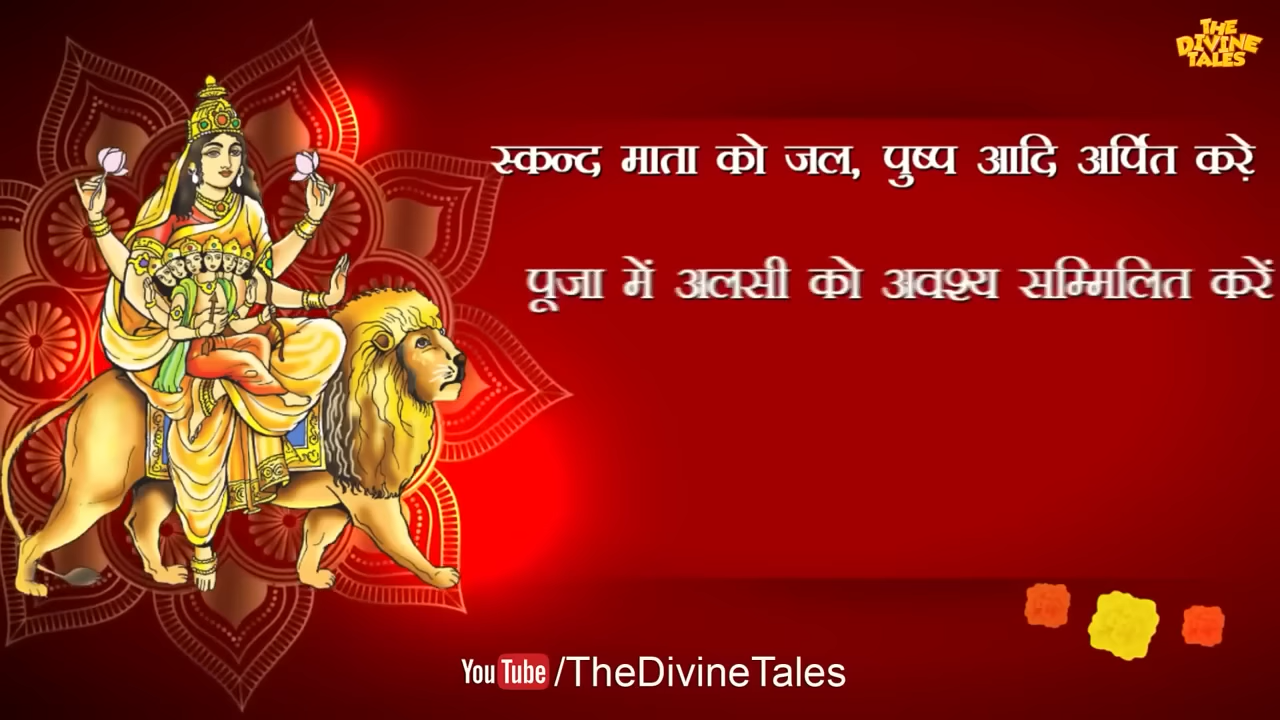 THE
DIVINE
TALES
स्कन्द माता को जल, पुष्प आदि अर्पित करे़
पूजा में अलसी को अवश्य सम्मिलित करें
YouTube/TheDivineTales